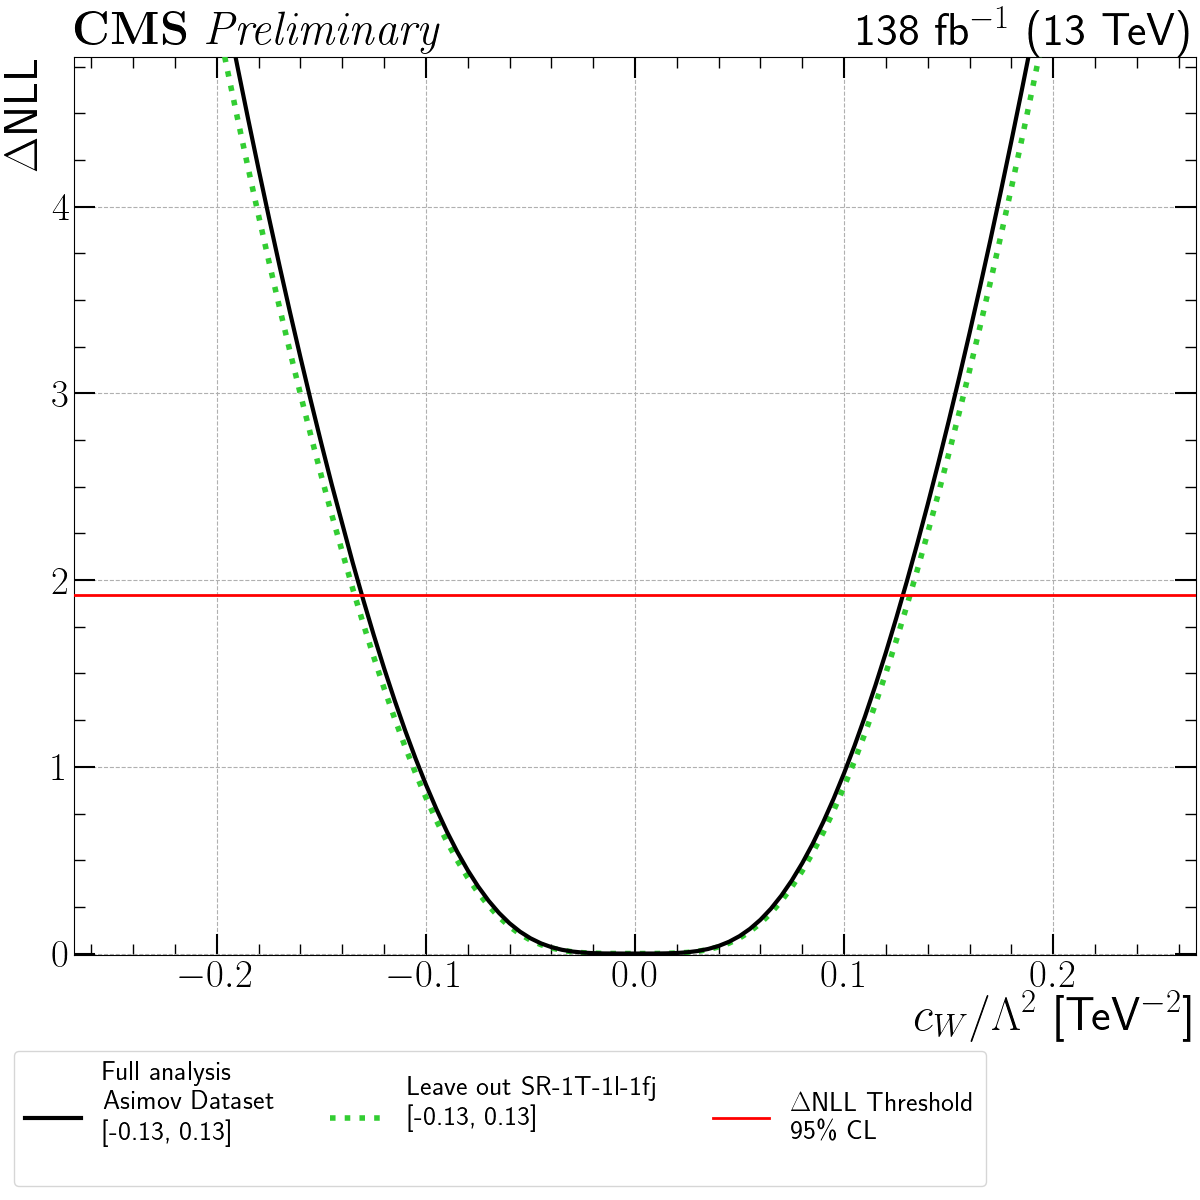 CMS Preliminary
138 fb⁻¹ (13 TeV)
ΔNLL
4
3
2
1
0
−0.2 −0.1 0.0 0.1 0.2
c_W/Λ² [TeV⁻²]
Full analysis
Asimov Dataset
[-0.13, 0.13]
Leave out SR-1T-1l-1fj
[-0.13, 0.13]
ΔNLL Threshold
95% CL